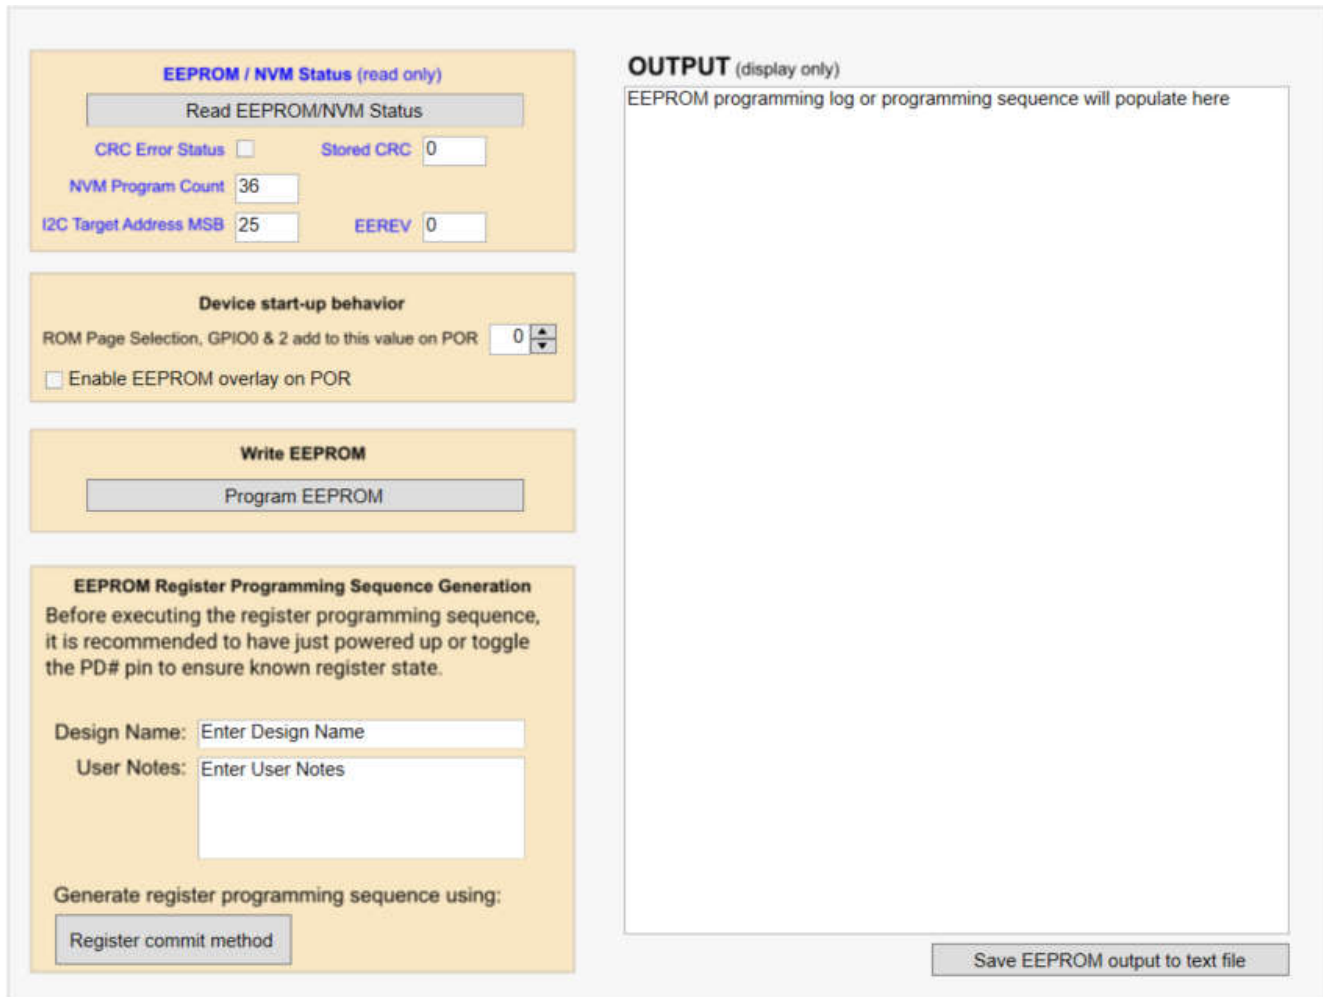 EEPROM / NVM Status (read only)
Read EEPROM/NVM Status
CRC Error Status
Stored CRC 0
NVM Program Count 36
I2C Target Address MSB 25
EEREV 0
Device start-up behavior
ROM Page Selection, GPIO0 & 2 add to this value on POR 0
Enable EEPROM overlay on POR
Write EEPROM
Program EEPROM
EEPROM Register Programming Sequence Generation
Before executing the register programming sequence,
it is recommended to have just powered up or toggle
the PD# pin to ensure known register state.
Design Name: Enter Design Name
User Notes: Enter User Notes
Generate register programming sequence using:
Register commit method
OUTPUT (display only)
EEPROM programming log or programming sequence will populate here
Save EEPROM output to text file